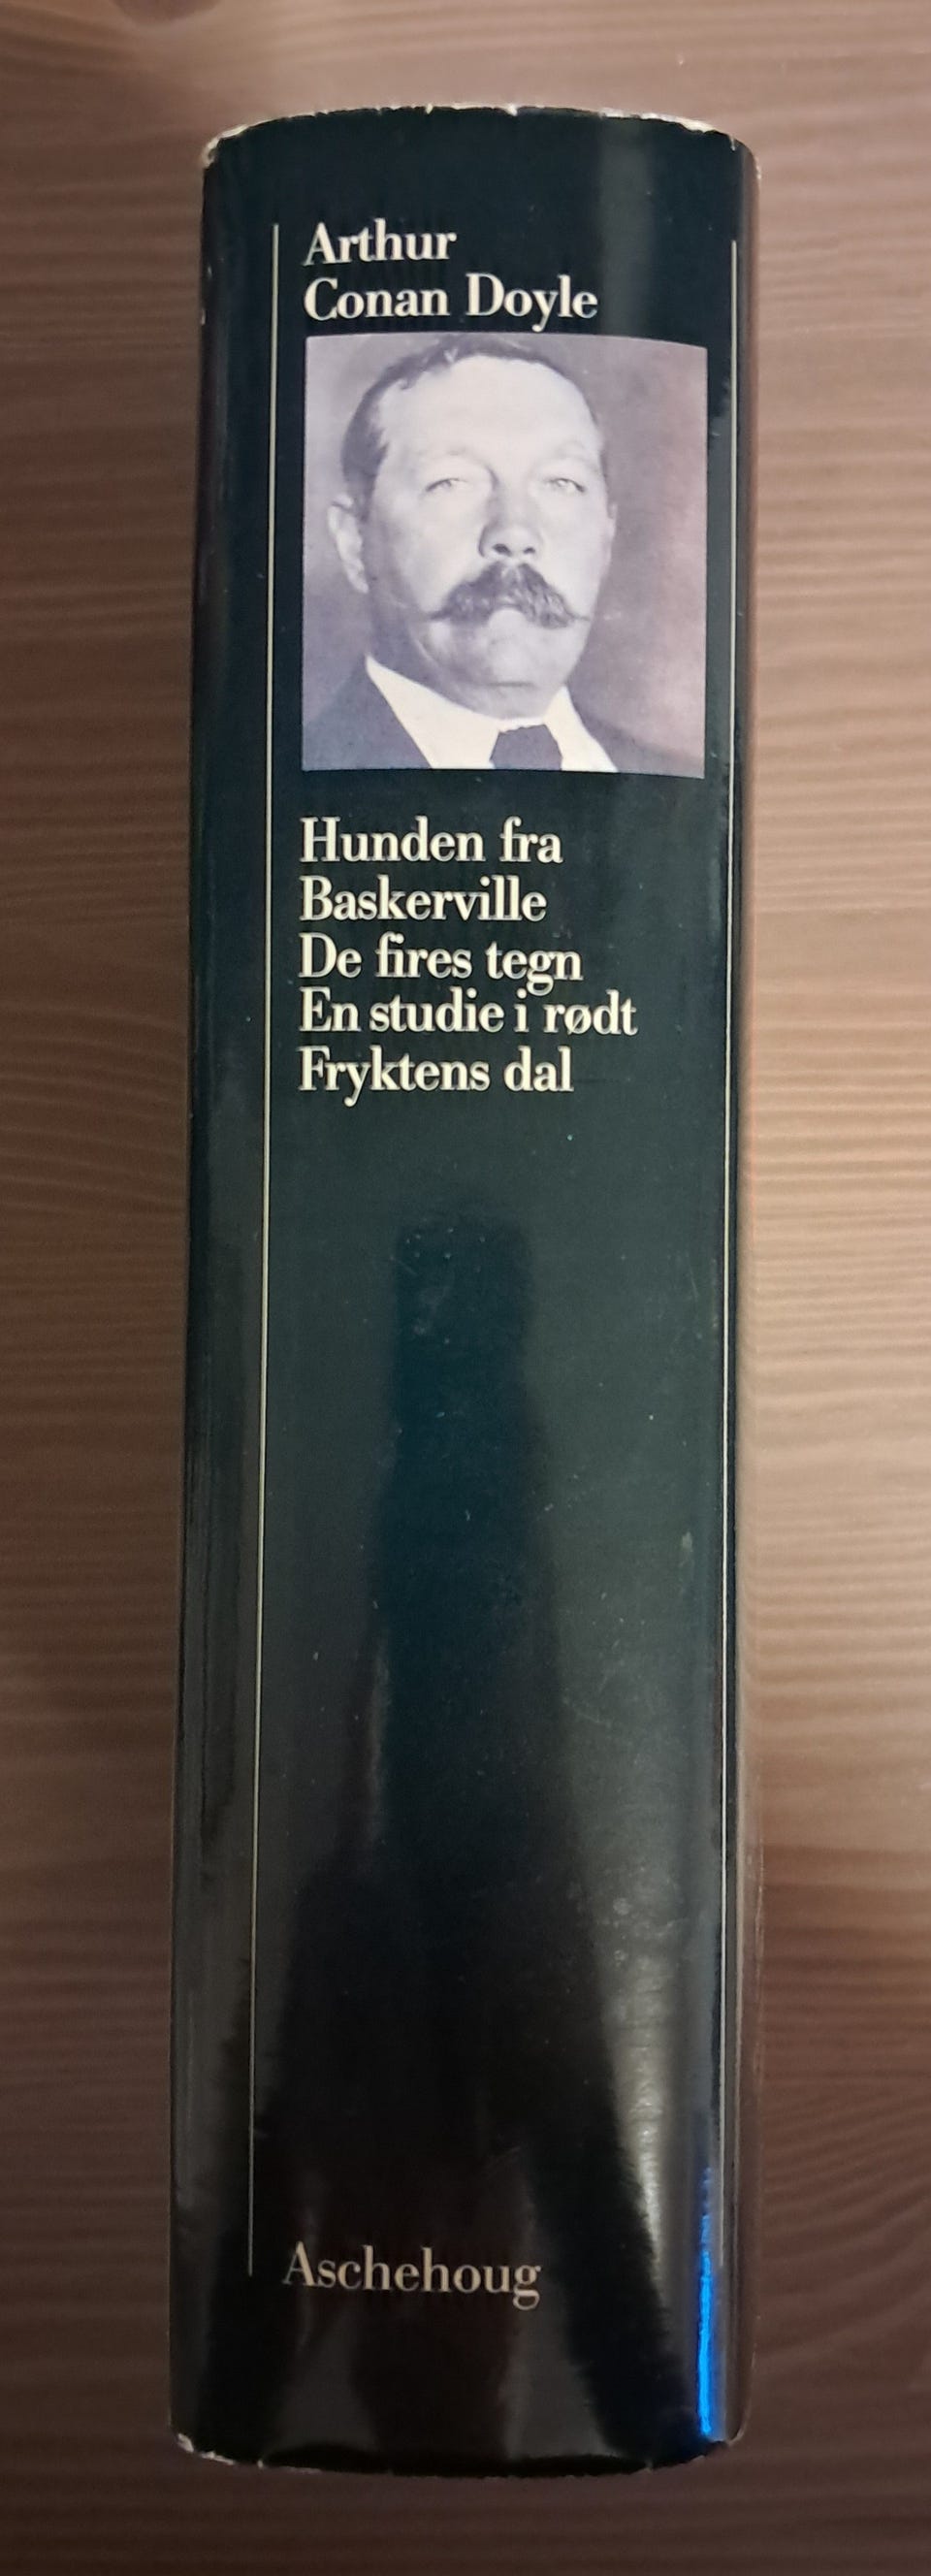 Arthur
Conan Doyle
Hunden fra
Baskerville
De fires tegn
En studie i rødt
Fryktens dal
Aschehoug